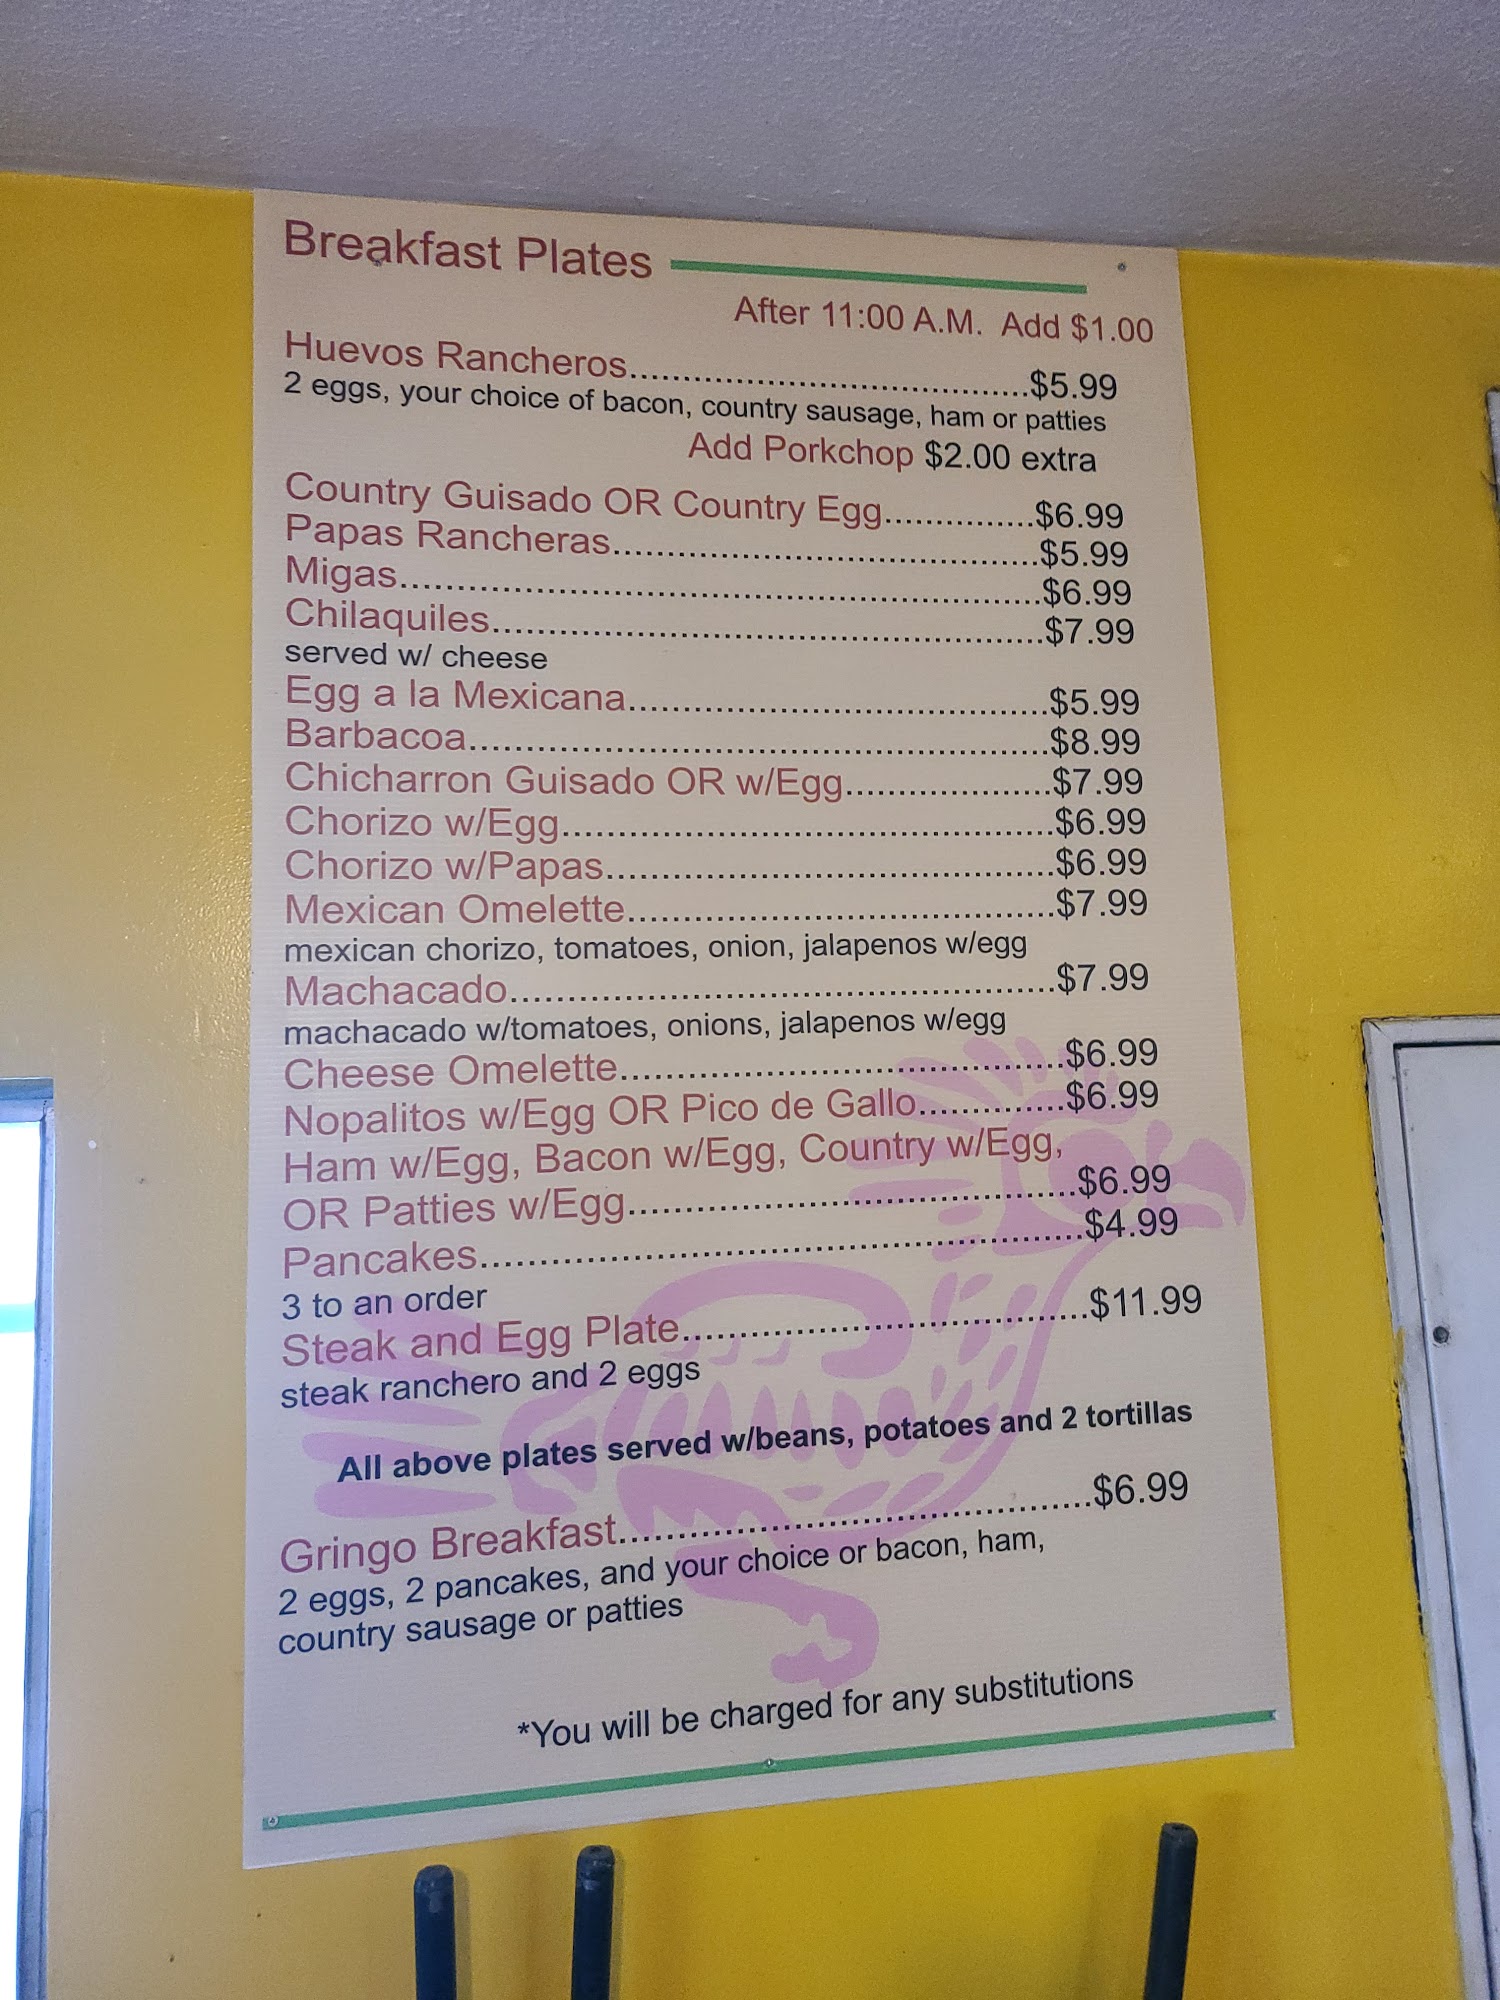 Breakfast Plates
After 11:00 A.M. Add $1.00
Huevos Rancheros......................................$5.99
2 eggs, your choice of bacon, country sausage, ham or patties
Add Porkchop $2.00 extra
Country Guisado OR Country Egg..............$6.99
Papas Rancheras........................................$5.99
Migas............................................................$6.99
Chilaquiles....................................................$7.99
served w/ cheese
Egg a la Mexicana.......................................$5.99
Barbacoa......................................................$8.99
Chicharron Guisado OR w/Egg...................$7.99
Chorizo w/Egg..............................................$6.99
Chorizo w/Papas..........................................$6.99
Mexican Omelette........................................$7.99
mexican chorizo, tomatoes, onion, jalapenos w/egg
Machacado...................................................$7.99
machacado w/tomatoes, onions, jalapenos w/egg
Cheese Omelette.........................................$6.99
Nopalitos w/Egg OR Pico de Gallo..............$6.99
Ham w/Egg, Bacon w/Egg, Country w/Egg,
OR Patties w/Egg.........................................$6.99
Pancakes......................................................$4.99
3 to an order
Steak and Egg Plate.....................................$11.99
steak ranchero and 2 eggs
All above plates served w/beans, potatoes and 2 tortillas
Gringo Breakfast...........................................$6.99
2 eggs, 2 pancakes, and your choice or bacon, ham,
country sausage or patties
*You will be charged for any substitutions